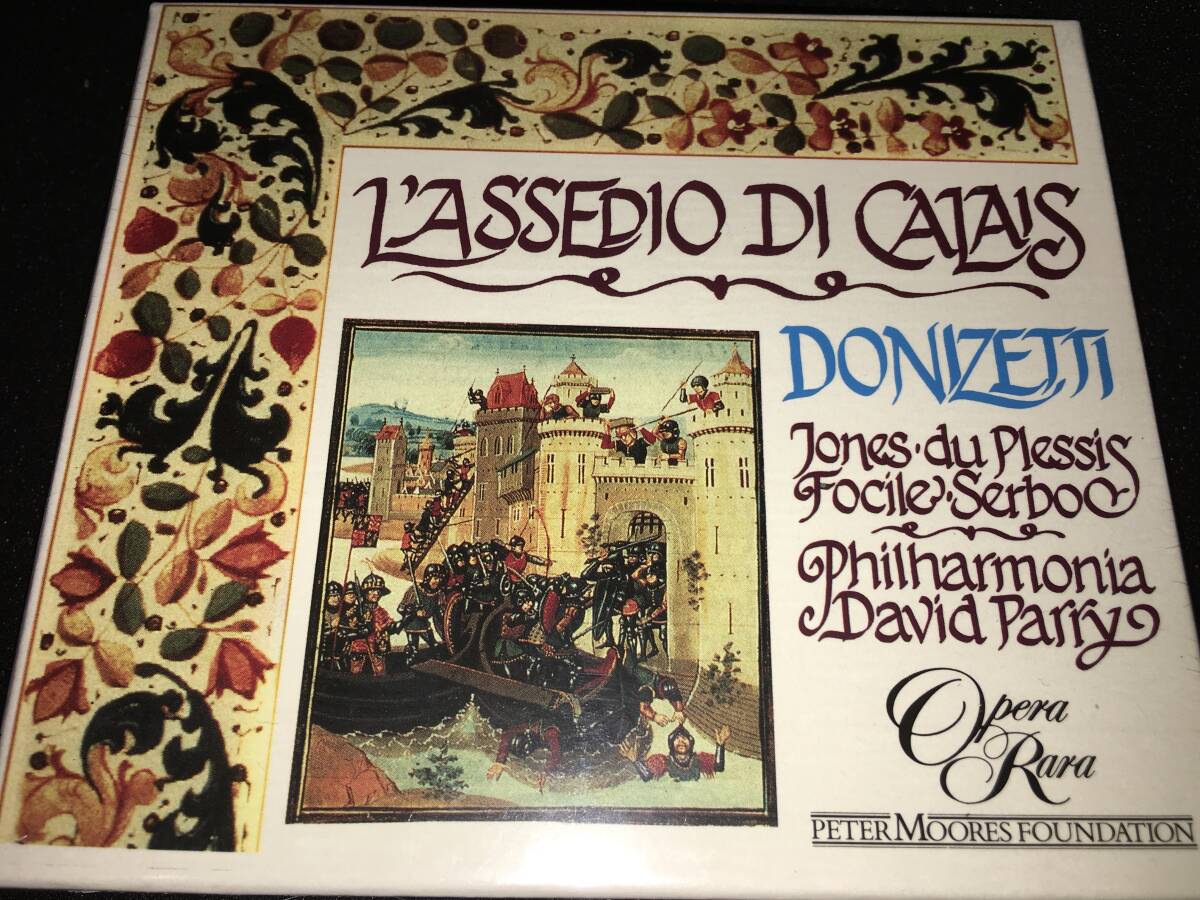 L'ASSEDIO DI CALAIS
DONIZETTI
Jones·du Plessis
Focile·Serbo
Philharmonia
David Parry
Opera
Rara
PETER MOORES FOUNDATION